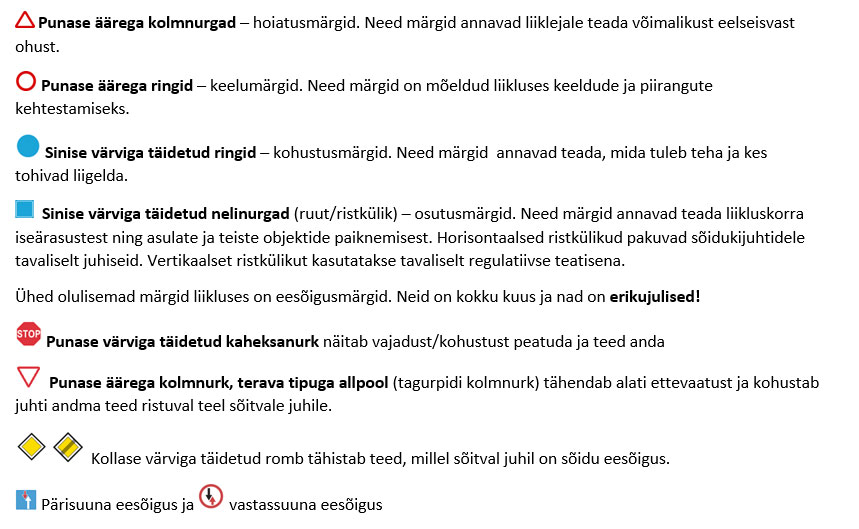 Punase äärega kolmnurgad – hoiatusmärgid. Need märgid annavad liiklejale teada võimalikust eelseisvast
ohust.
Punase äärega ringid – keelumärgid. Need märgid on mõeldud liikluses keeldude ja piirangute
kehtestamiseks.
Sinise värviga täidetud ringid – kohustusmärgid. Need märgid annavad teada, mida tuleb teha ja kes
tohivad liigelda.
Sinise värviga täidetud nelinurgad (ruut/ristkülik) – osutusmärgid. Need märgid annavad teada liikluskorra
iseärasustest ning asulate ja teiste objektide paiknemisest. Horisontaalsed ristkülikud pakuvad sõidukijuhtidele
tavaliselt juhiseid. Vertikaalset ristkülikut kasutatakse tavaliselt regulatiivse teatisena.
Ühed olulisemad märgid liikluses on eesõigusmärgid. Neid on kokku kuus ja nad on erikujulised!
STOP Punase värviga täidetud kaheksanurk näitab vajadust/kohustust peatuda ja teed anda
Punase äärega kolmnurk, terava tipuga allpool (tagurpidi kolmnurk) tähendab alati ettevaatust ja kohustab
juhti andma teed ristuval teel sõitvale juhile.
Kollase värviga täidetud romb tähistab teed, millel sõitval juhil on sõidu eesõigus.
Pärisuuna eesõigus ja vastassuuna eesõigus